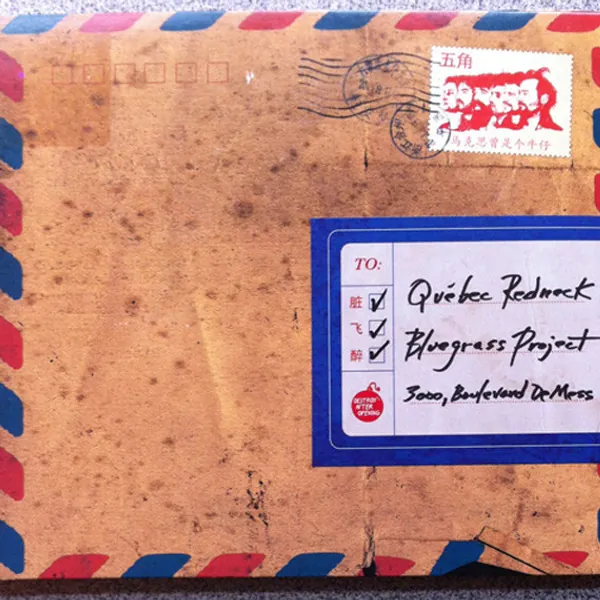 五角
马克思曾是个牛仔
TO:
脏
飞
醉
Québec Redneck
Bluegrass Project
3000, Boulevard De Mess
DESTROY
AFTER
OPENING